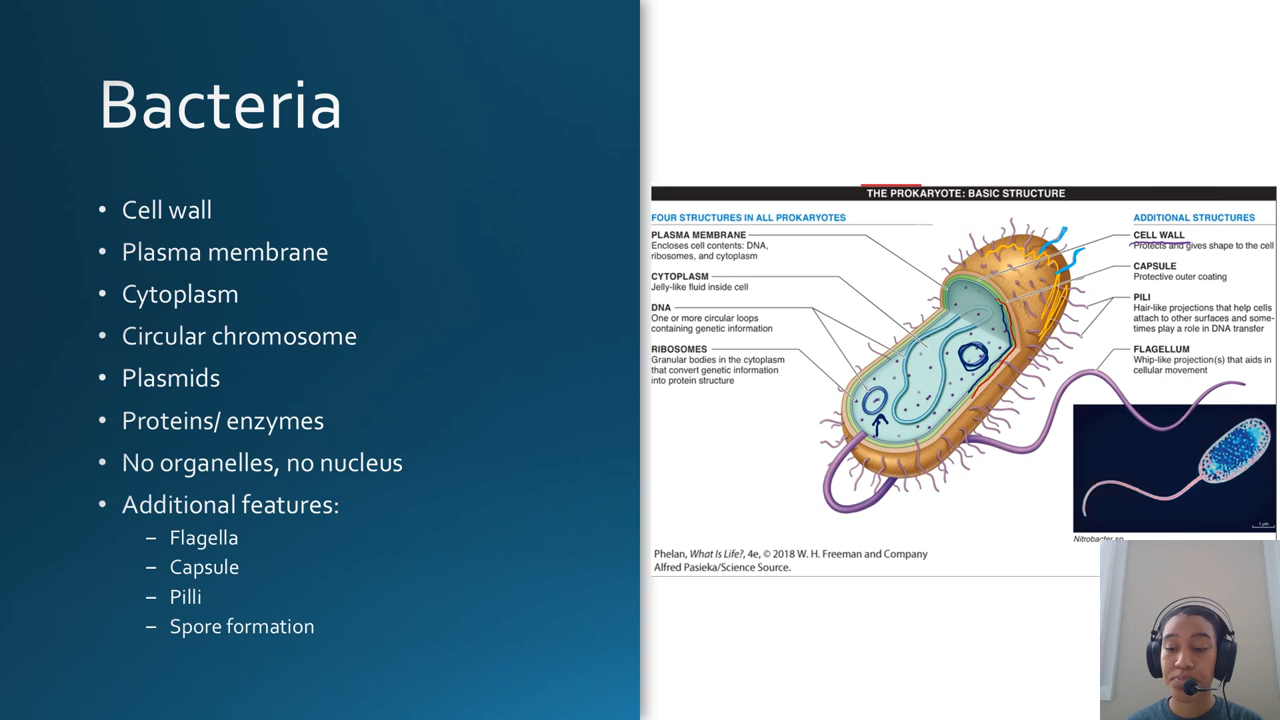 Bacteria
• Cell wall
• Plasma membrane
• Cytoplasm
• Circular chromosome
• Plasmids
• Proteins/ enzymes
• No organelles, no nucleus
• Additional features:
– Flagella
– Capsule
– Pilli
– Spore formation
THE PROKARYOTE: BASIC STRUCTURE
FOUR STRUCTURES IN ALL PROKARYOTES
PLASMA MEMBRANE
Encloses cell contents: DNA,
ribosomes, and cytoplasm
CYTOPLASM
Jelly-like fluid inside cell
DNA
One or more circular loops
containing genetic information
RIBOSOMES
Granular bodies in the cytoplasm
that convert genetic information
into protein structure
ADDITIONAL STRUCTURES
CELL WALL
Protects and gives shape to the cell
CAPSULE
Protective outer coating
PILI
Hair-like projections that help cells
attach to other surfaces and some-
times play a role in DNA transfer
FLAGELLUM
Whip-like projection(s) that aids in
cellular movement
1 µm
Nitrobacter sp.
Phelan, What Is Life?, 4e, © 2018 W. H. Freeman and Company
Alfred Pasieka/Science Source.